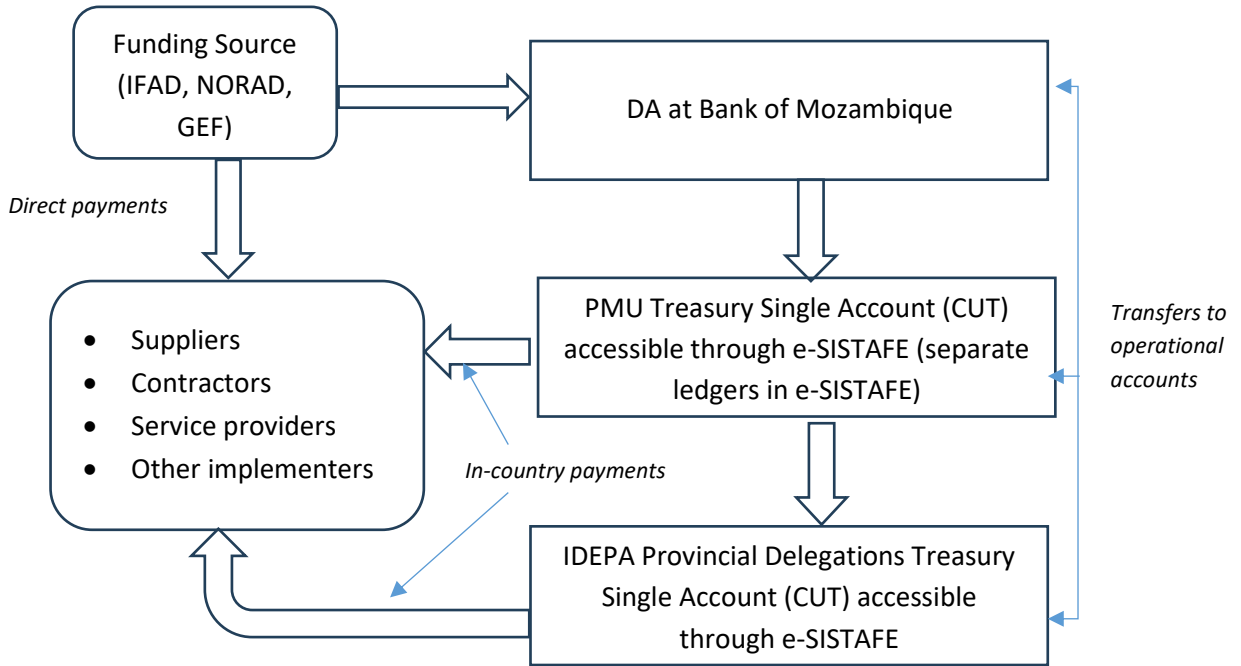 Funding Source
(IFAD, NORAD,
GEF)
DA at Bank of Mozambique
Direct payments
• Suppliers
• Contractors
• Service providers
• Other implementers
PMU Treasury Single Account (CUT)
accessible through e-SISTAFE (separate
ledgers in e-SISTAFE)
Transfers to
operational
accounts
In-country payments
IDEPA Provincial Delegations Treasury
Single Account (CUT) accessible
through e-SISTAFE